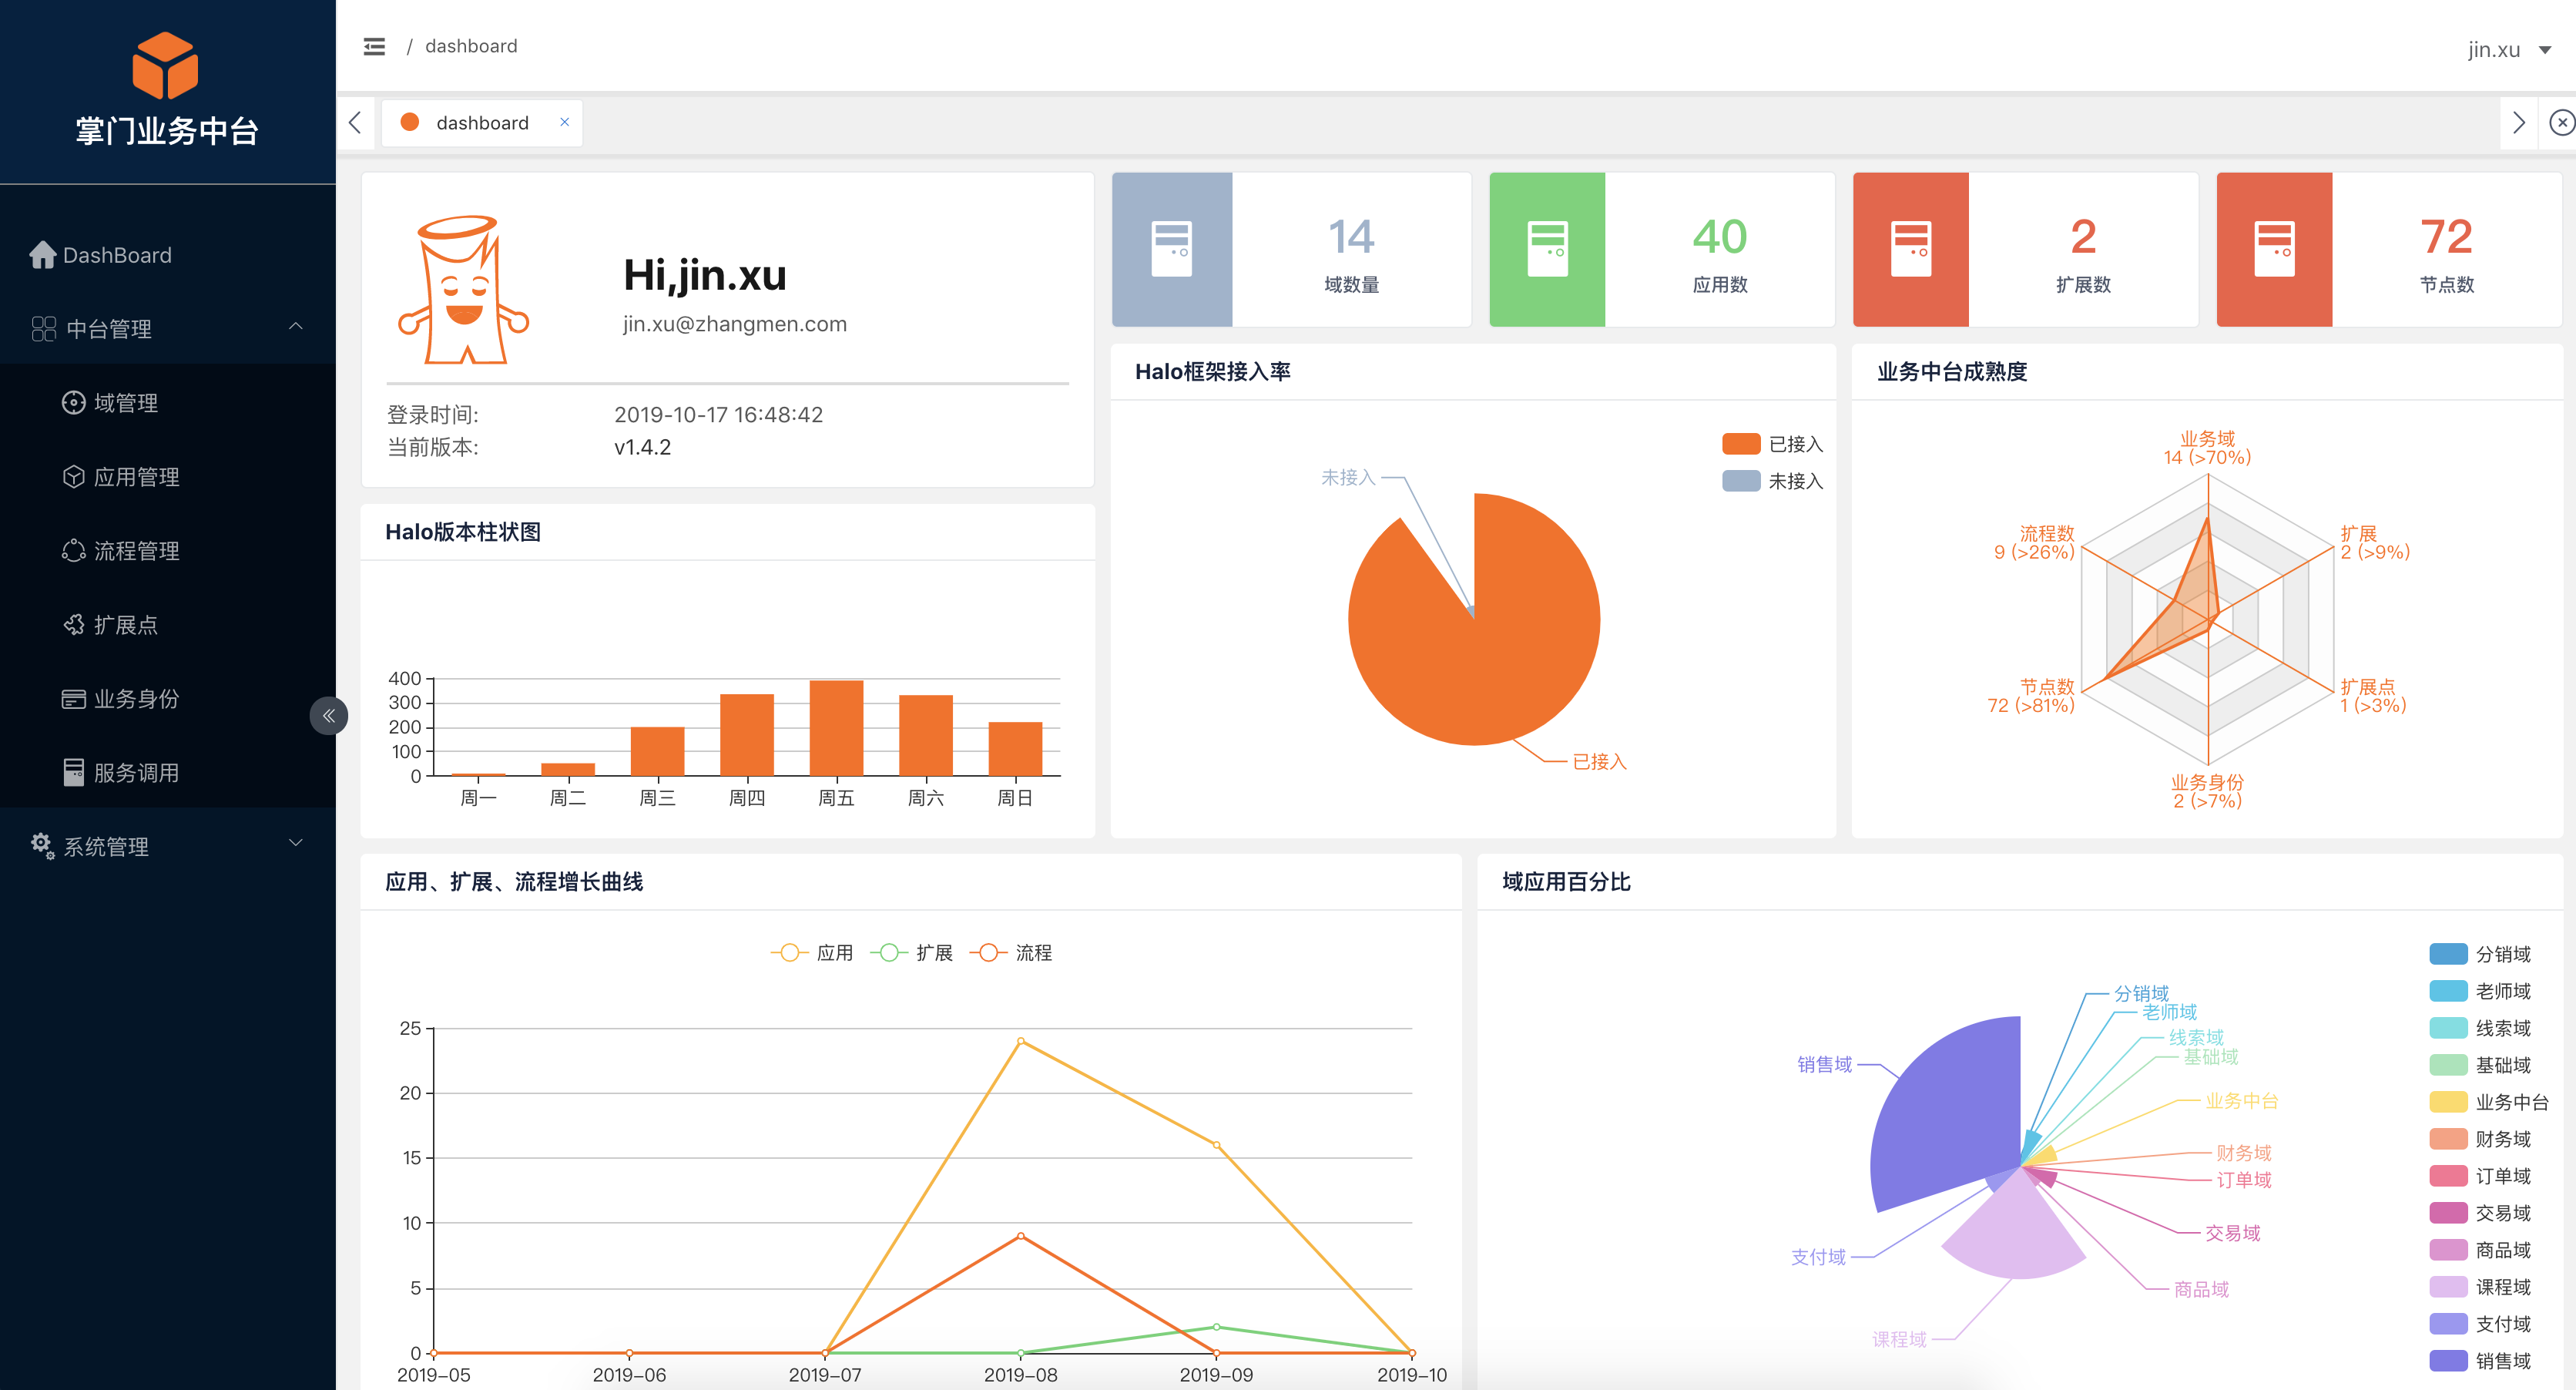 掌门业务中台
DashBoard
中台管理
域管理
应用管理
流程管理
扩展点
业务身份
服务调用
系统管理
/ dashboard
jin.xu
dashboard
Hi,jin.xu
jin.xu@zhangmen.com
登录时间: 2019-10-17 16:48:42
当前版本: v1.4.2
14
域数量
40
应用数
2
扩展数
72
节点数
Halo版本柱状图
400
300
200
100
0
周一 周二 周三 周四 周五 周六 周日
Halo框架接入率
已接入
未接入
未接入
已接入
业务中台成熟度
业务域
14 (>70%)
流程数
9 (>26%)
扩展
2 (>9%)
节点数
72 (>81%)
扩展点
1 (>3%)
业务身份
2 (>7%)
应用、扩展、流程增长曲线
应用 扩展 流程
25
20
15
10
5
0
2019-05 2019-06 2019-07 2019-08 2019-09 2019-10
域应用百分比
分销域
老师域
线索域
基础域
业务中台
财务域
订单域
交易域
商品域
课程域
支付域
销售域
分销域
老师域
线索域
基础域
业务中台
财务域
订单域
交易域
商品域
课程域
支付域
销售域